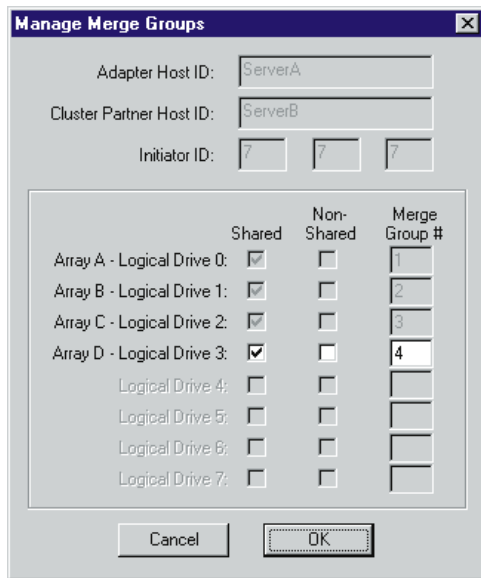 Manage Merge Groups
Adapter Host ID: ServerA
Cluster Partner Host ID: ServerB
Initiator ID: 7 7 7
Non- Merge
Shared Shared Group #
Array A - Logical Drive 0: 1
Array B - Logical Drive 1: 2
Array C - Logical Drive 2: 3
Array D - Logical Drive 3: 4
Logical Drive 4:
Logical Drive 5:
Logical Drive 6:
Logical Drive 7:
Cancel OK